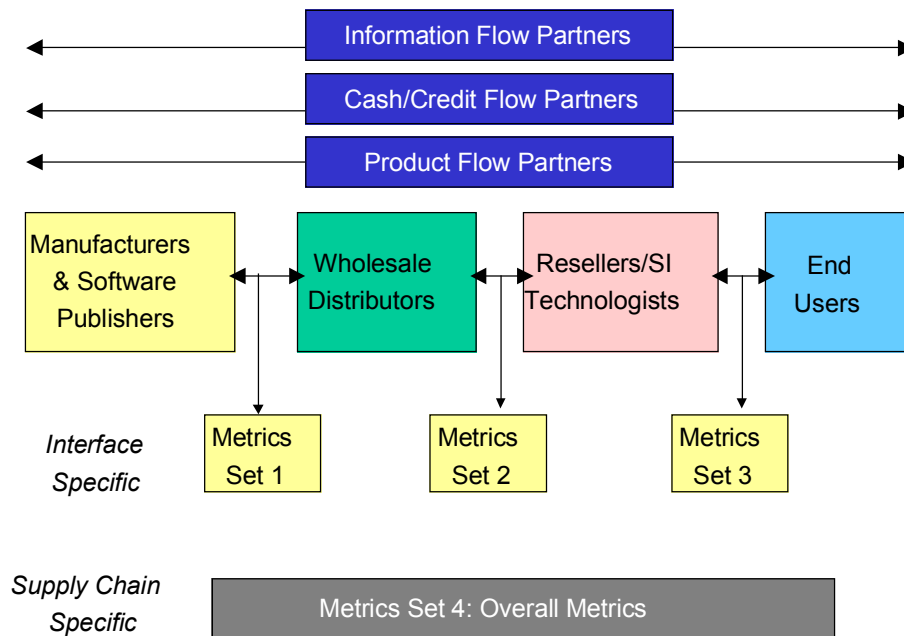 Information Flow Partners
Cash/Credit Flow Partners
Product Flow Partners
Manufacturers
& Software
Publishers
Wholesale
Distributors
Resellers/SI
Technologists
End
Users
Interface
Specific
Metrics
Set 1
Metrics
Set 2
Metrics
Set 3
Supply Chain
Specific
Metrics Set 4: Overall Metrics